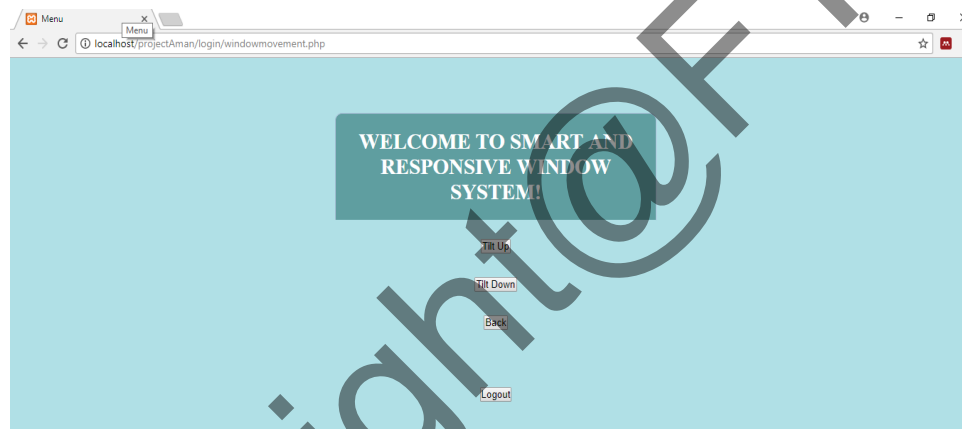 Menu
Menu
localhost/projectAman/login/windowmovement.php
WELCOME TO SMART AND
RESPONSIVE WINDOW
SYSTEM!
Tilt Up
Tilt Down
Back
Logout
right@F